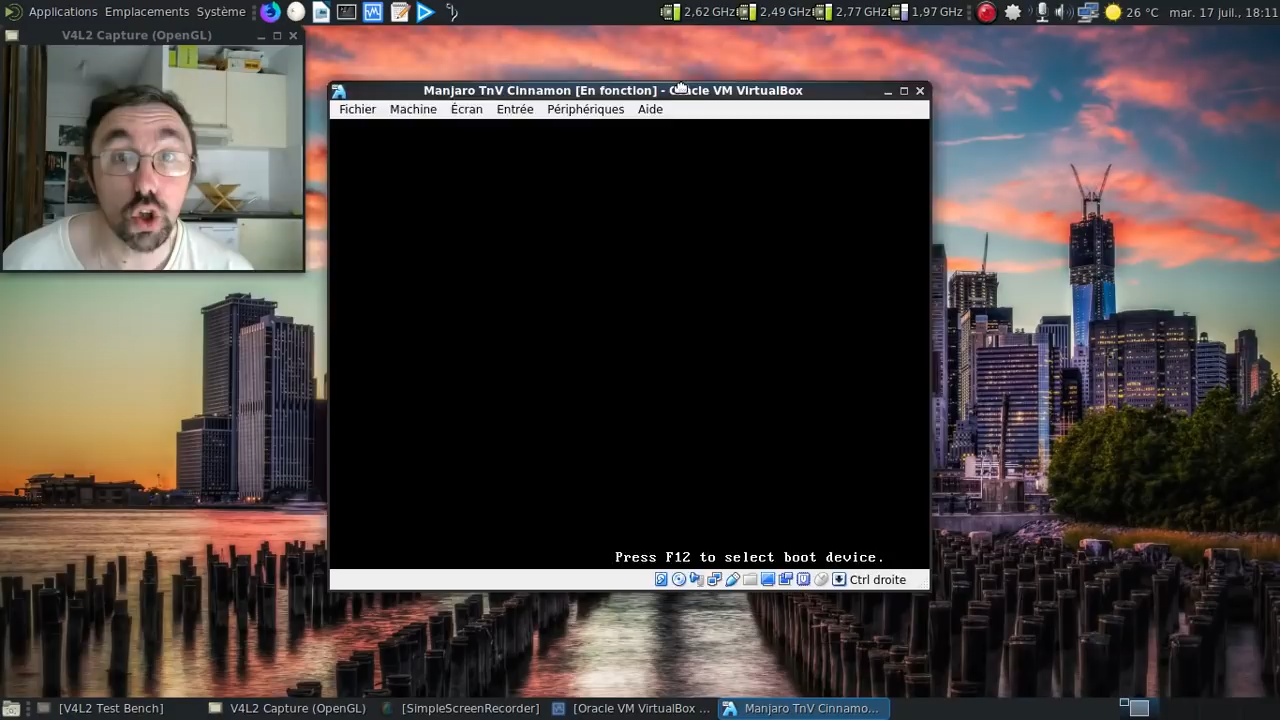 Applications Emplacements Système
2,62 GHz 2,49 GHz 2,77 GHz 1,97 GHz 26 °C mar. 17 juil., 18:11
V4L2 Capture (OpenGL)
Manjaro TnV Cinnamon [En fonction] - Oracle VM VirtualBox
Fichier Machine Écran Entrée Périphériques Aide
Press F12 to select boot device.
Ctrl droite
[V4L2 Test Bench] V4L2 Capture (OpenGL) [SimpleScreenRecorder] [Oracle VM VirtualBox ... Manjaro TnV Cinnamo...